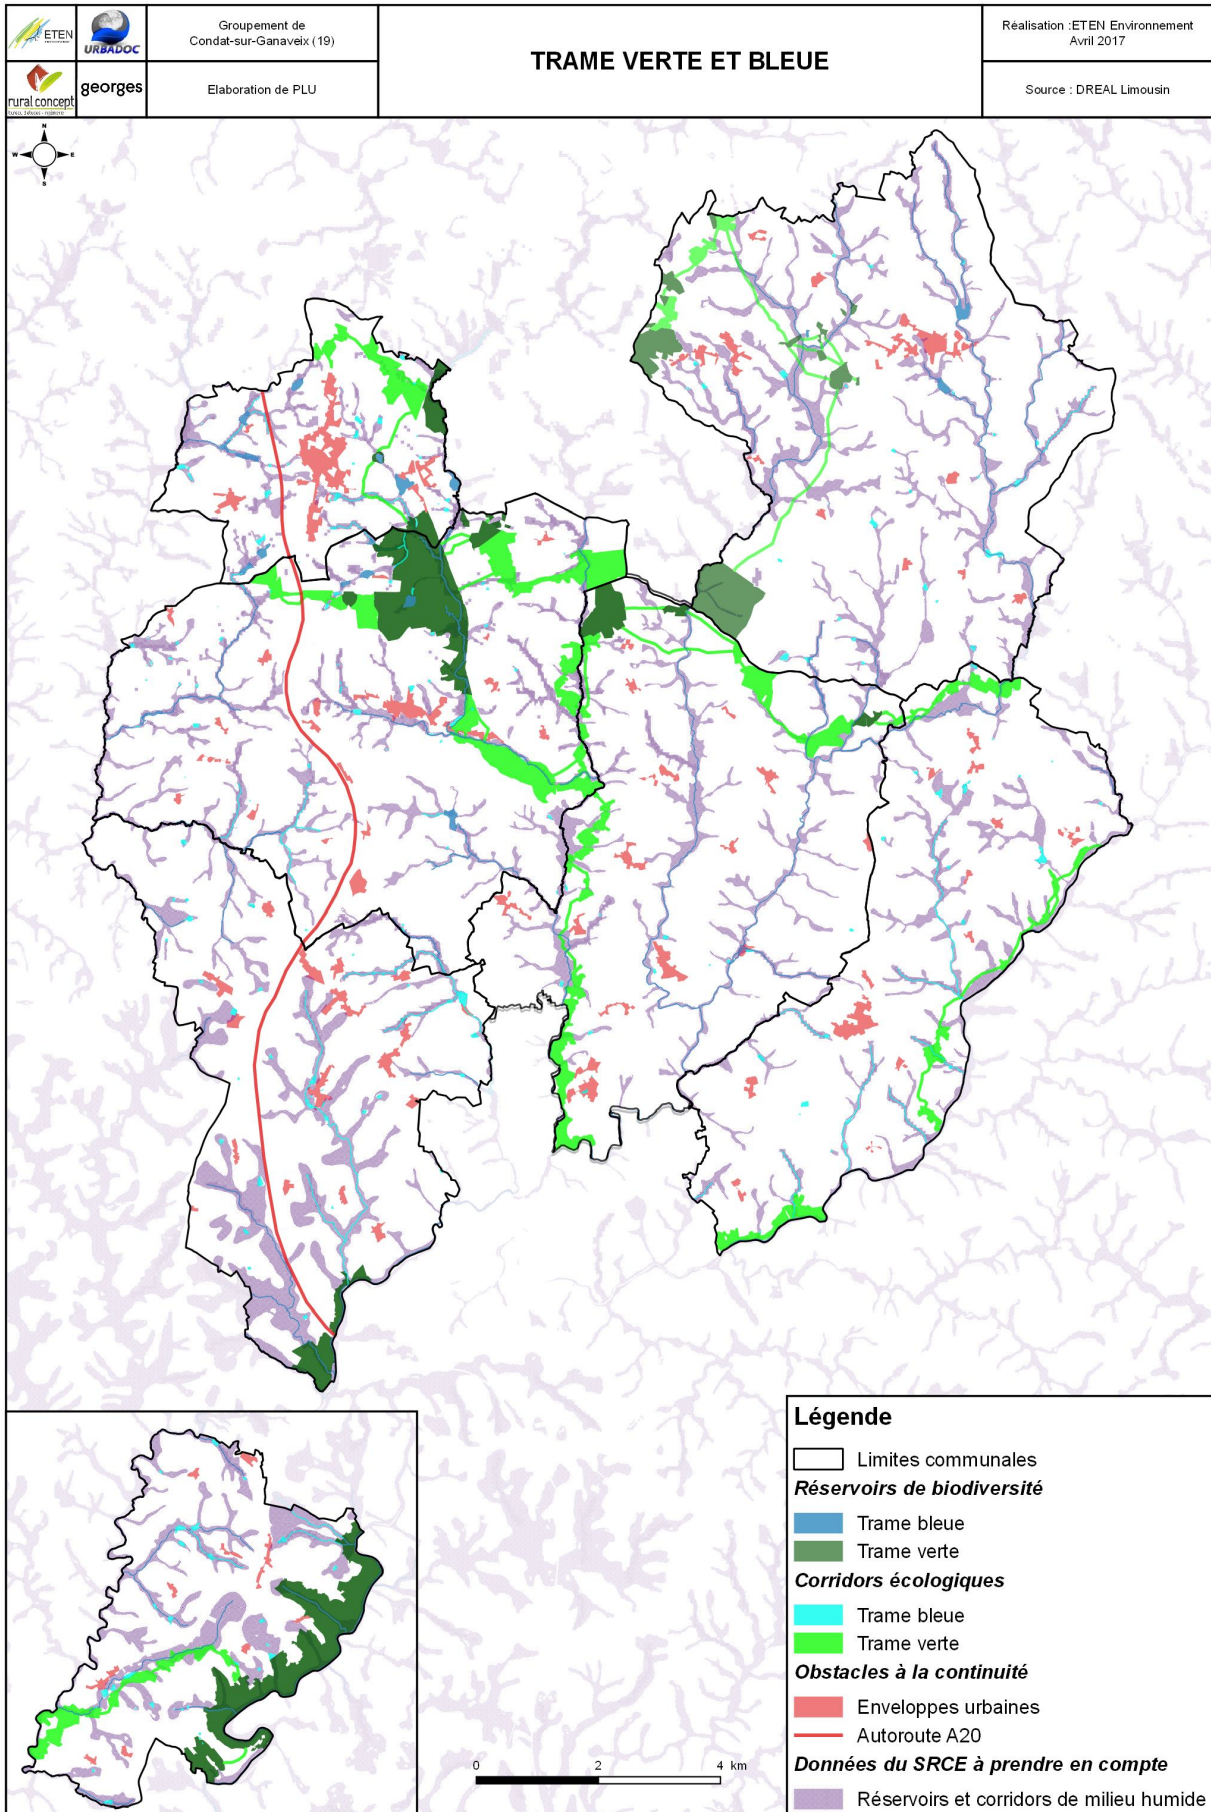 ETEN
URBADOC
rural concept
georges
Groupement de
Condat-sur-Ganaveix (19)
Elaboration de PLU
TRAME VERTE ET BLEUE
Réalisation :ETEN Environnement
Avril 2017
Source : DREAL Limousin
N
W
E
S
Légende
Limites communales
Réservoirs de biodiversité
Trame bleue
Trame verte
Corridors écologiques
Trame bleue
Trame verte
Obstacles à la continuité
Enveloppes urbaines
Autoroute A20
Données du SRCE à prendre en compte
Réservoirs et corridors de milieu humide
0 2 4 km